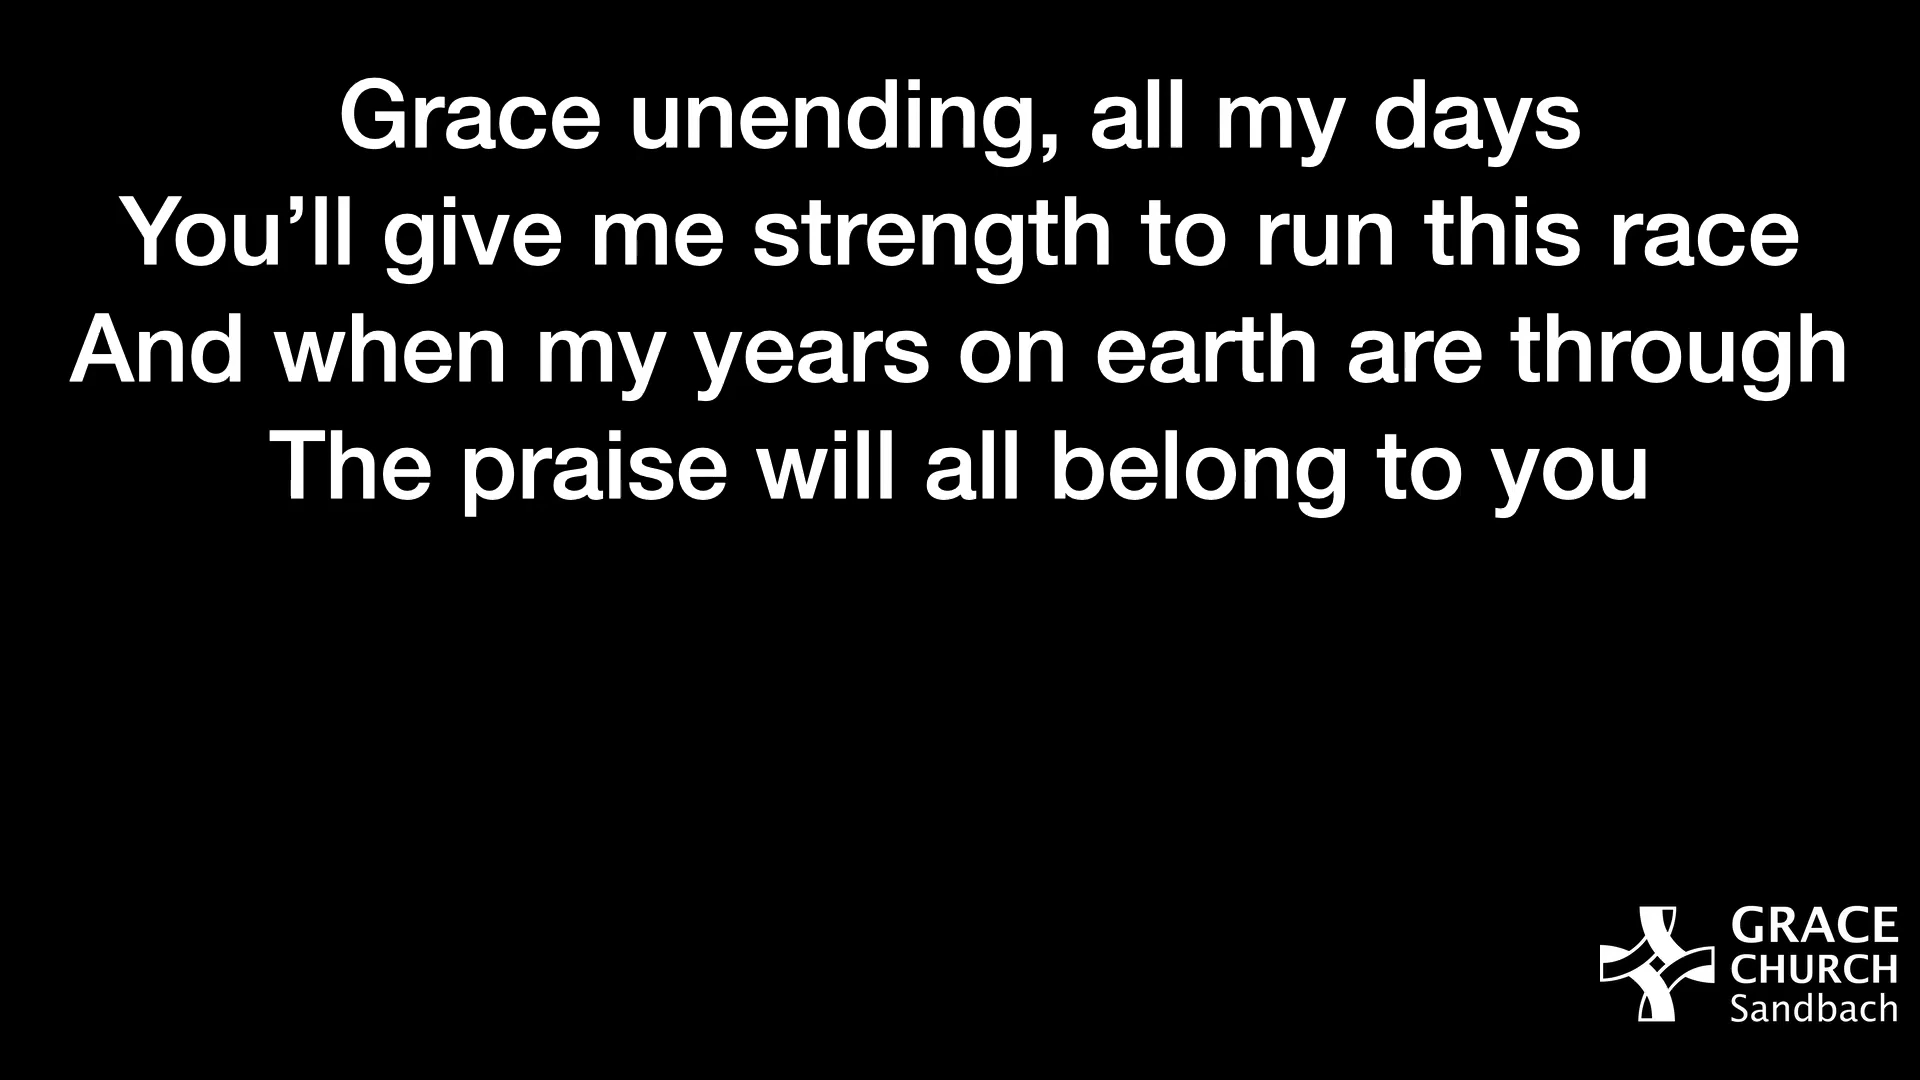 Grace unending, all my days
You’ll give me strength to run this race
And when my years on earth are through
The praise will all belong to you
GRACE
CHURCH
Sandbach